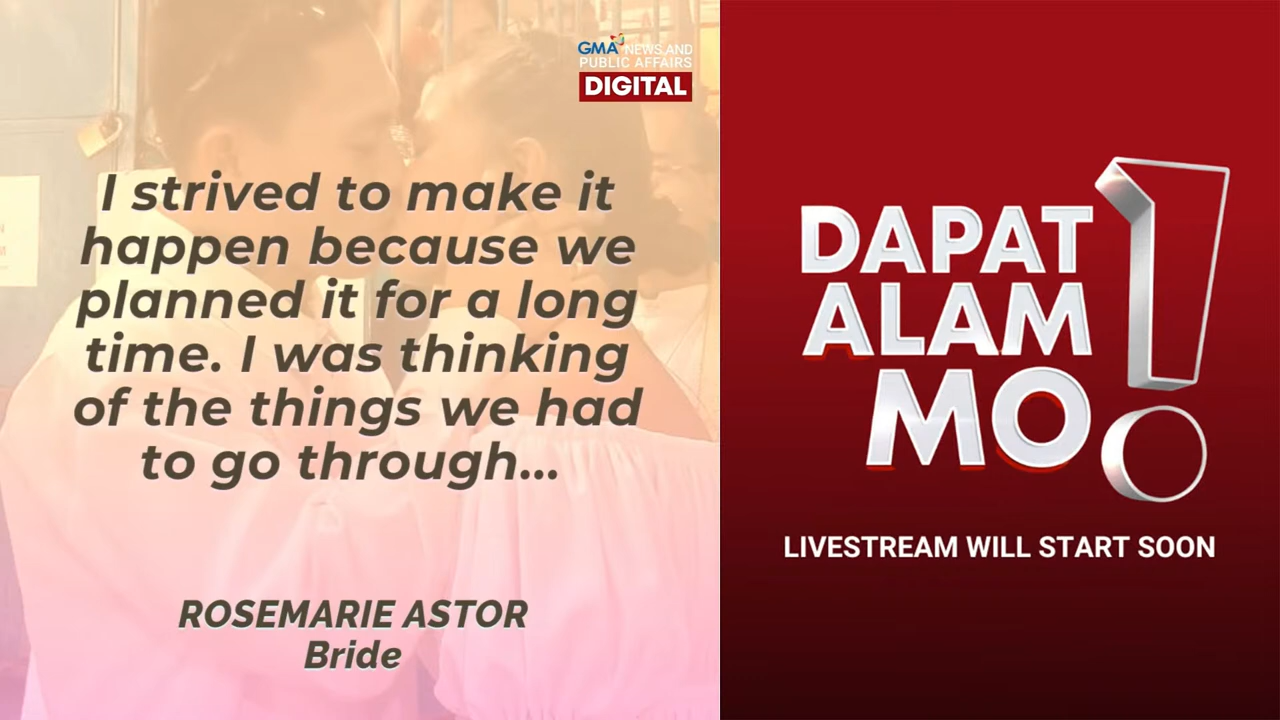 GMA NEWS AND
PUBLIC AFFAIRS
DIGITAL
I strived to make it
happen because we
planned it for a long
time. I was thinking
of the things we had
to go through...
ROSEMARIE ASTOR
Bride
DAPAT
ALAM
MO!
LIVESTREAM WILL START SOON